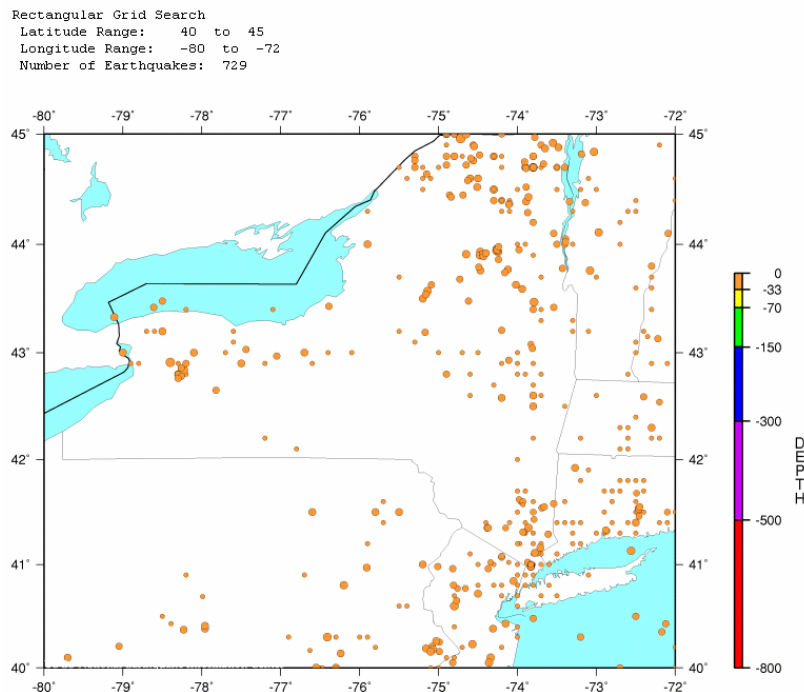 Rectangular Grid Search
Latitude Range: 40 to 45
Longitude Range: -80 to -72
Number of Earthquakes: 729
-80 -79 -78 -77 -76 -75 -74 -73 -72
45° 45°
44° 44°
43° 43°
42° 42°
41° 41°
40° 40°
-80 -79 -78 -77 -76 -75 -74 -73 -72
0
-33
-70
-150
-300
-500
-800
DEPTH